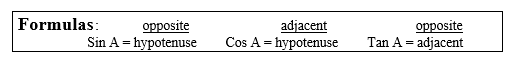 Formulas: opposite adjacent opposite
Sin A = hypotenuse Cos A = hypotenuse Tan A = adjacent